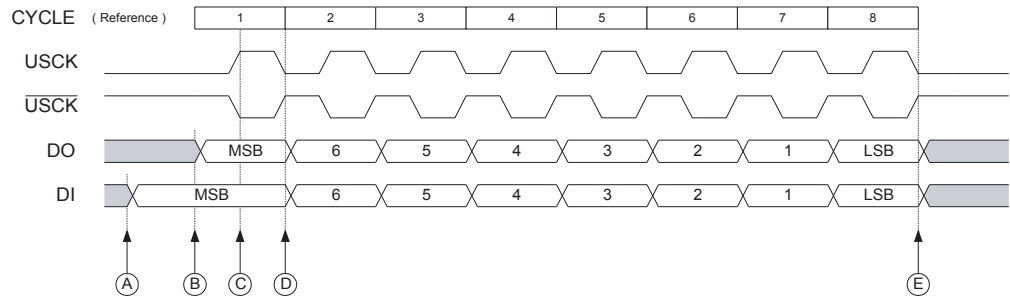 CYCLE ( Reference ) 1 2 3 4 5 6 7 8
USCK
USCK
DO MSB 6 5 4 3 2 1 LSB
DI MSB 6 5 4 3 2 1 LSB
A B C D E